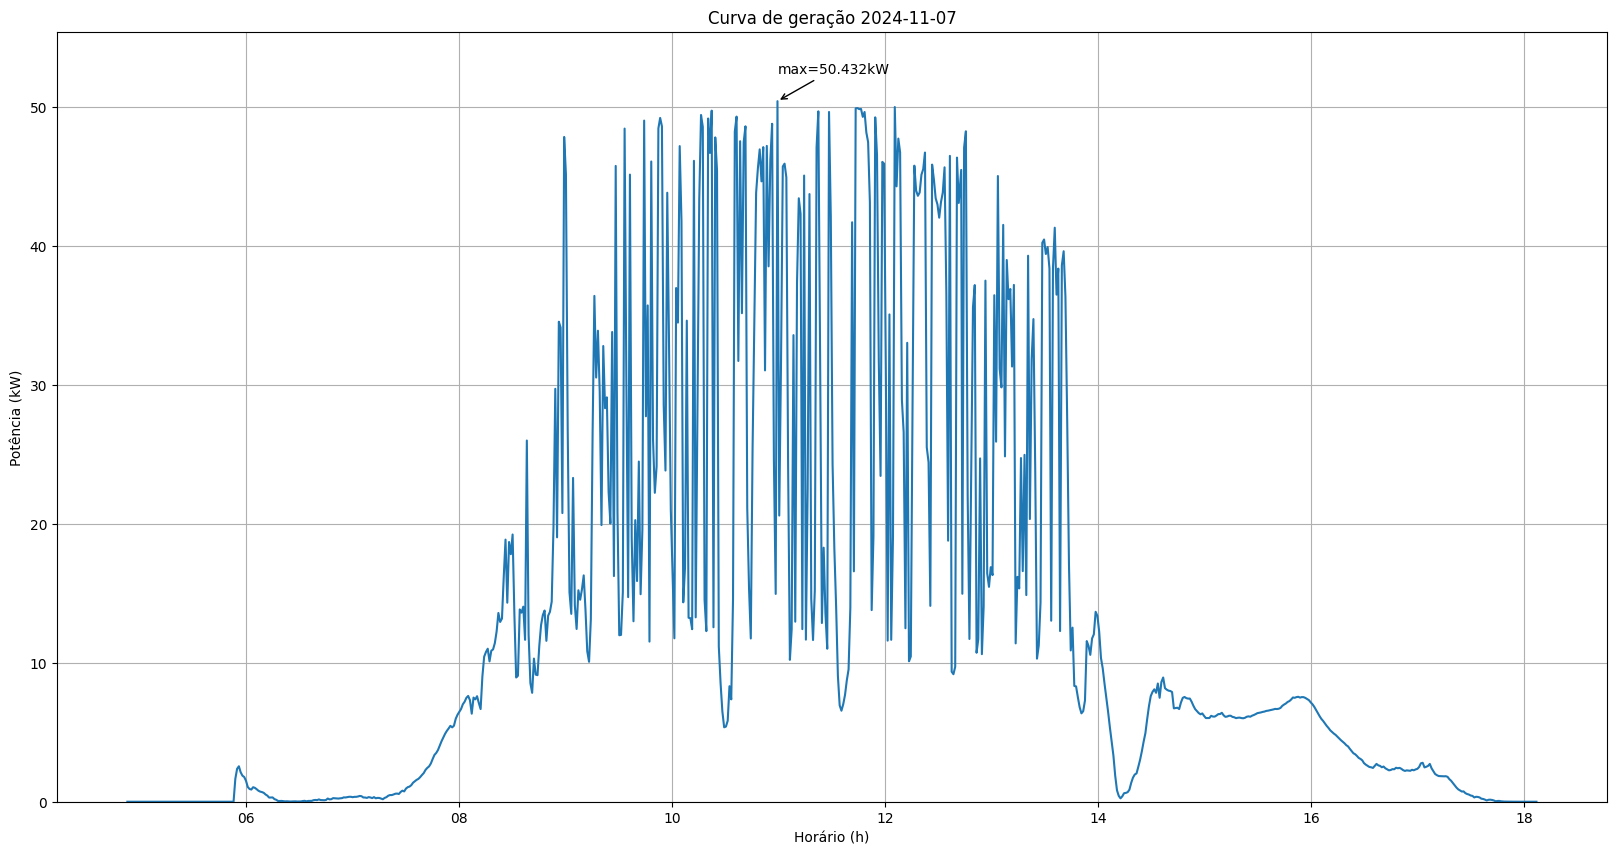 Curva de geração 2024-11-07
max=50.432kW
50
40
30
20
10
0
Potência (kW)
06 08 10 12 14 16 18
Horário (h)